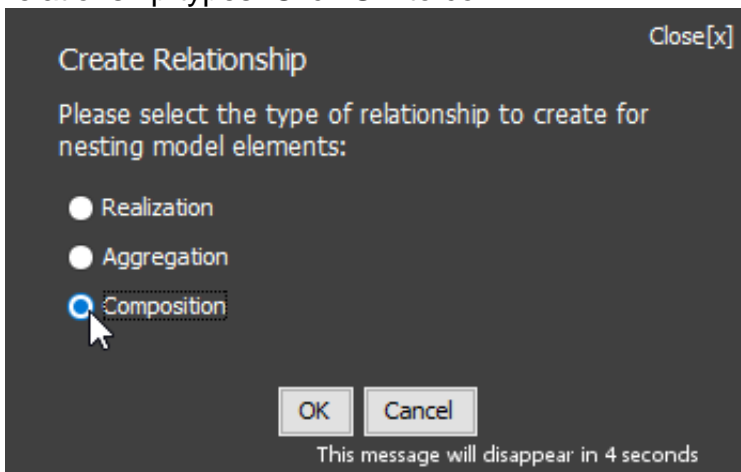 Close[x]
Create Relationship
Please select the type of relationship to create for
nesting model elements:
Realization
Aggregation
Composition
OK
Cancel
This message will disappear in 4 seconds